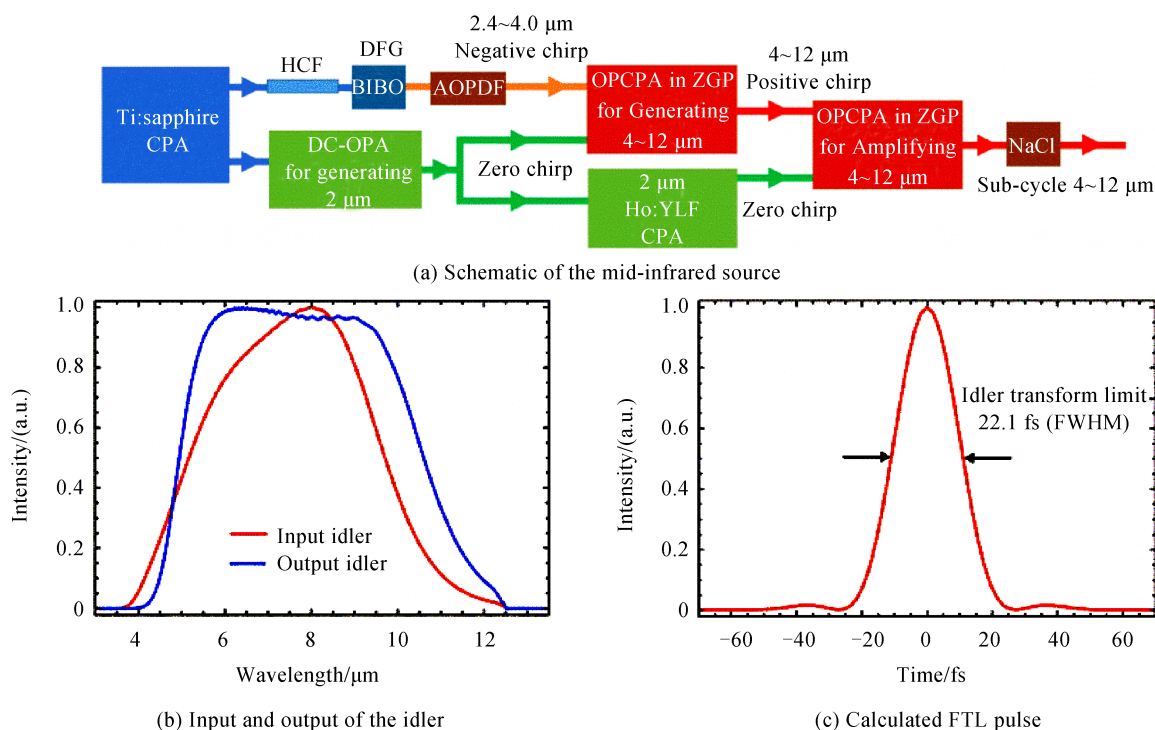 2.4~4.0 μm
Negative chirp
DFG
HCF
4~12 μm
Positive chirp
Ti:sapphire
CPA
BIBO
AOPDF
OPCPA in ZGP
for Generating
4~12 μm
OPCPA in ZGP
for Amplifying
4~12 μm
NaCl
DC-OPA
for generating
2 μm
Zero chirp
2 μm
Ho:YLF
CPA
Zero chirp
Sub-cycle 4~12 μm
(a) Schematic of the mid-infrared source
1.0
0.8
0.6
0.4
0.2
0
Intensity/(a.u.)
Input idler
Output idler
4
6
8
10
12
Wavelength/μm
(b) Input and output of the idler
1.0
0.8
0.6
0.4
0.2
0
Intensity/(a.u.)
Idler transform limit
22.1 fs (FWHM)
−60
−40
−20
0
20
40
60
Time/fs
(c) Calculated FTL pulse